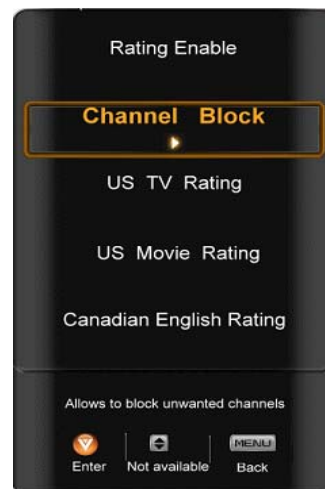 Rating Enable
Channel Block
US TV Rating
US Movie Rating
Canadian English Rating
Allows to block unwanted channels
MENU
Enter Not available Back